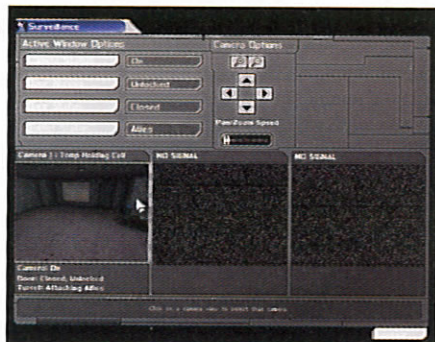 Surveillance
Active Window Options
Camera Options
On
Unlocked
Closed
Allies
Pan/Zoom Speed
Camera 1: Temp Holding Cell
NO SIGNAL
NO SIGNAL
Camera: On
Door: Closed, Unlocked
Turret: Attacking Allies
Click in a camera view to select that camera.